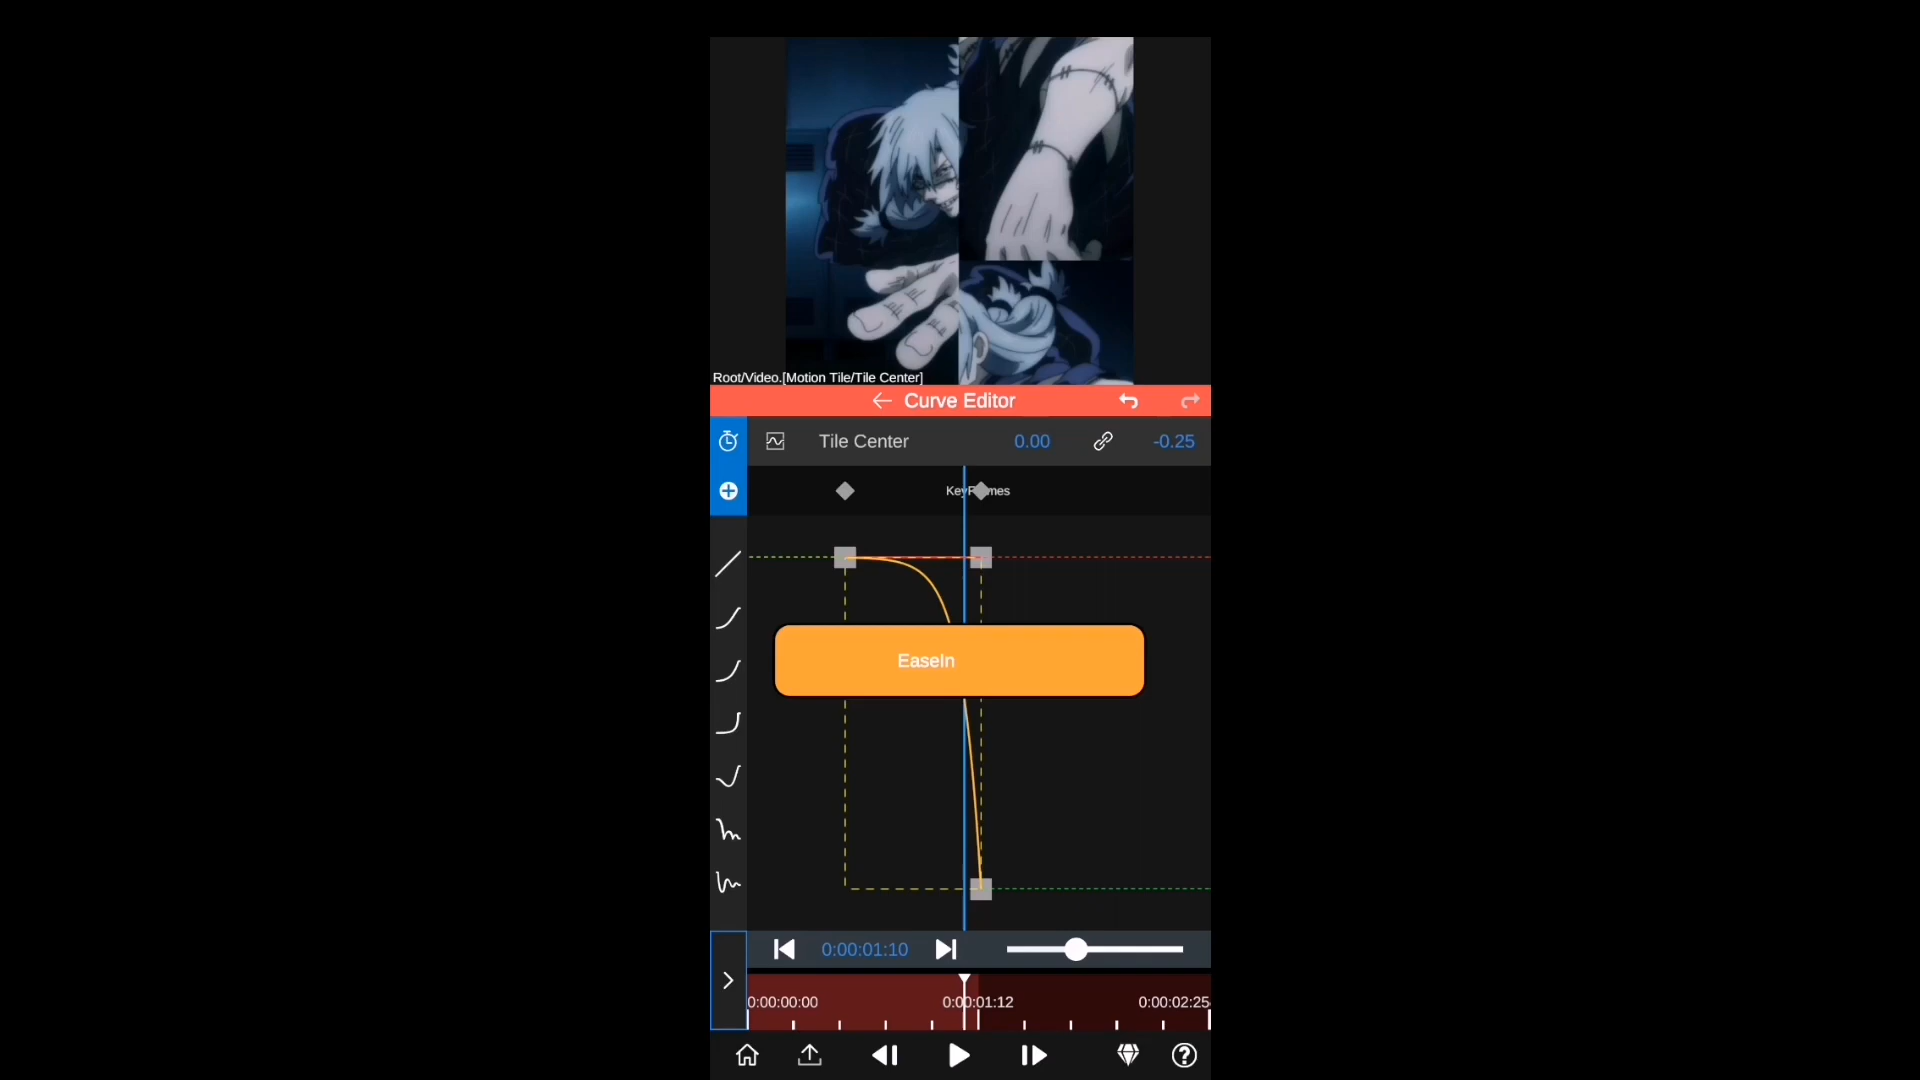 Root/Video.[Motion Tile/Tile Center]
Curve Editor
Tile Center 0.00 -0.25
KeyFrames
EaseIn
0:00:01:10
0:00:00:00 0:00:01:12 0:00:02:25